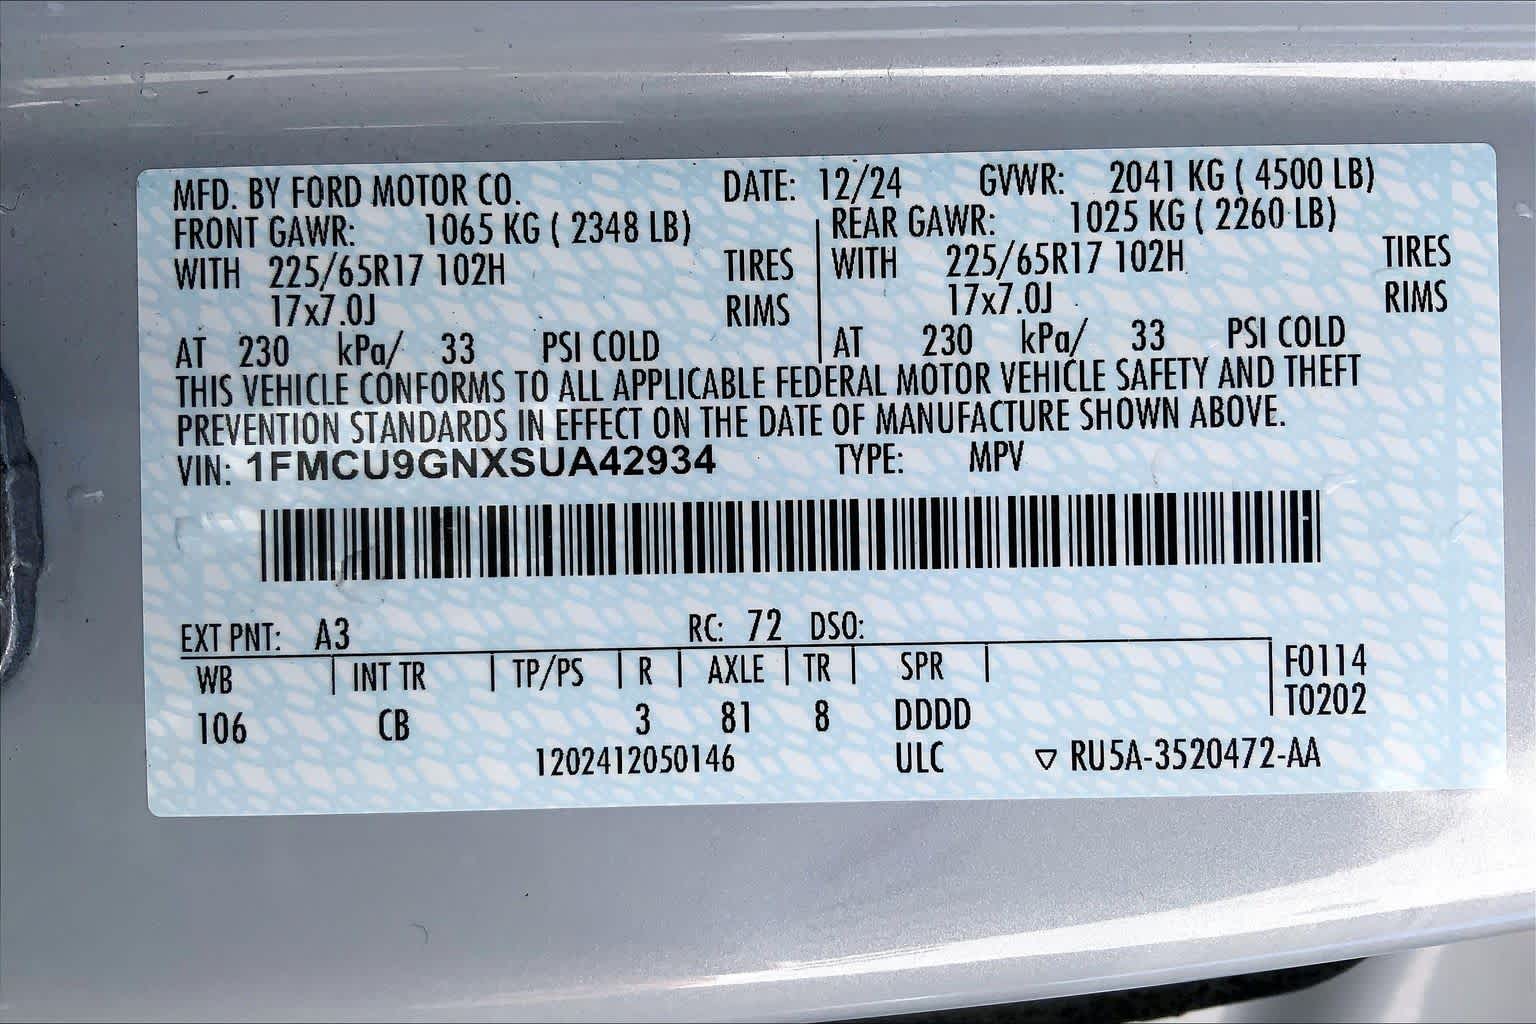 MFD. BY FORD MOTOR CO. DATE: 12/24 GVWR: 2041 KG ( 4500 LB)
FRONT GAWR: 1065 KG ( 2348 LB) REAR GAWR: 1025 KG ( 2260 LB)
WITH 225/65R17 102H TIRES WITH 225/65R17 102H TIRES
17x7.0J RIMS 17x7.0J RIMS
AT 230 kPa/ 33 PSI COLD AT 230 kPa/ 33 PSI COLD
THIS VEHICLE CONFORMS TO ALL APPLICABLE FEDERAL MOTOR VEHICLE SAFETY AND THEFT
PREVENTION STANDARDS IN EFFECT ON THE DATE OF MANUFACTURE SHOWN ABOVE.
VIN: 1FMCU9GNXSUA42934 TYPE: MPV
EXT PNT: A3 RC: 72 DSO:
WB INT TR TP/PS R AXLE TR SPR F0114
T0202
106 CB 3 81 8 DDDD
1202412050146 ULC ▽ RU5A-3520472-AA